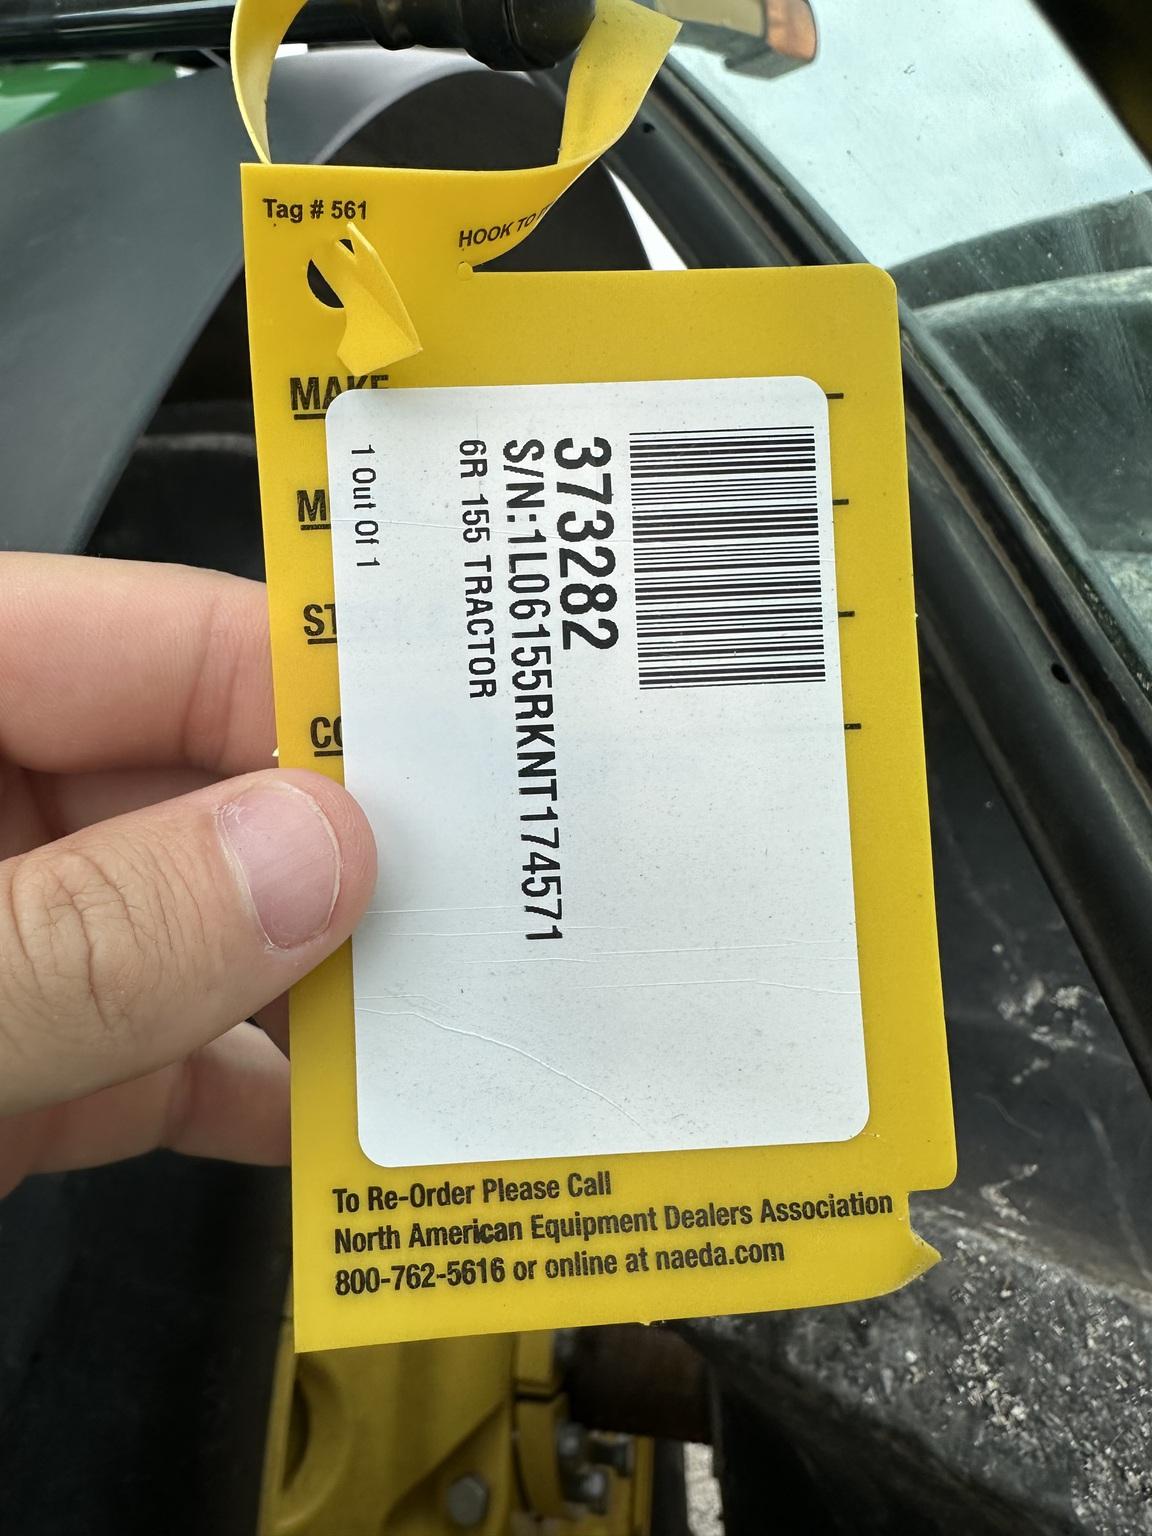 Tag # 561
HOOK TO
MAKE
373282
S/N:1L06155RKNT174571
6R 155 TRACTOR
1 Out Of 1
To Re-Order Please Call
North American Equipment Dealers Association
800-762-5616 or online at naeda.com